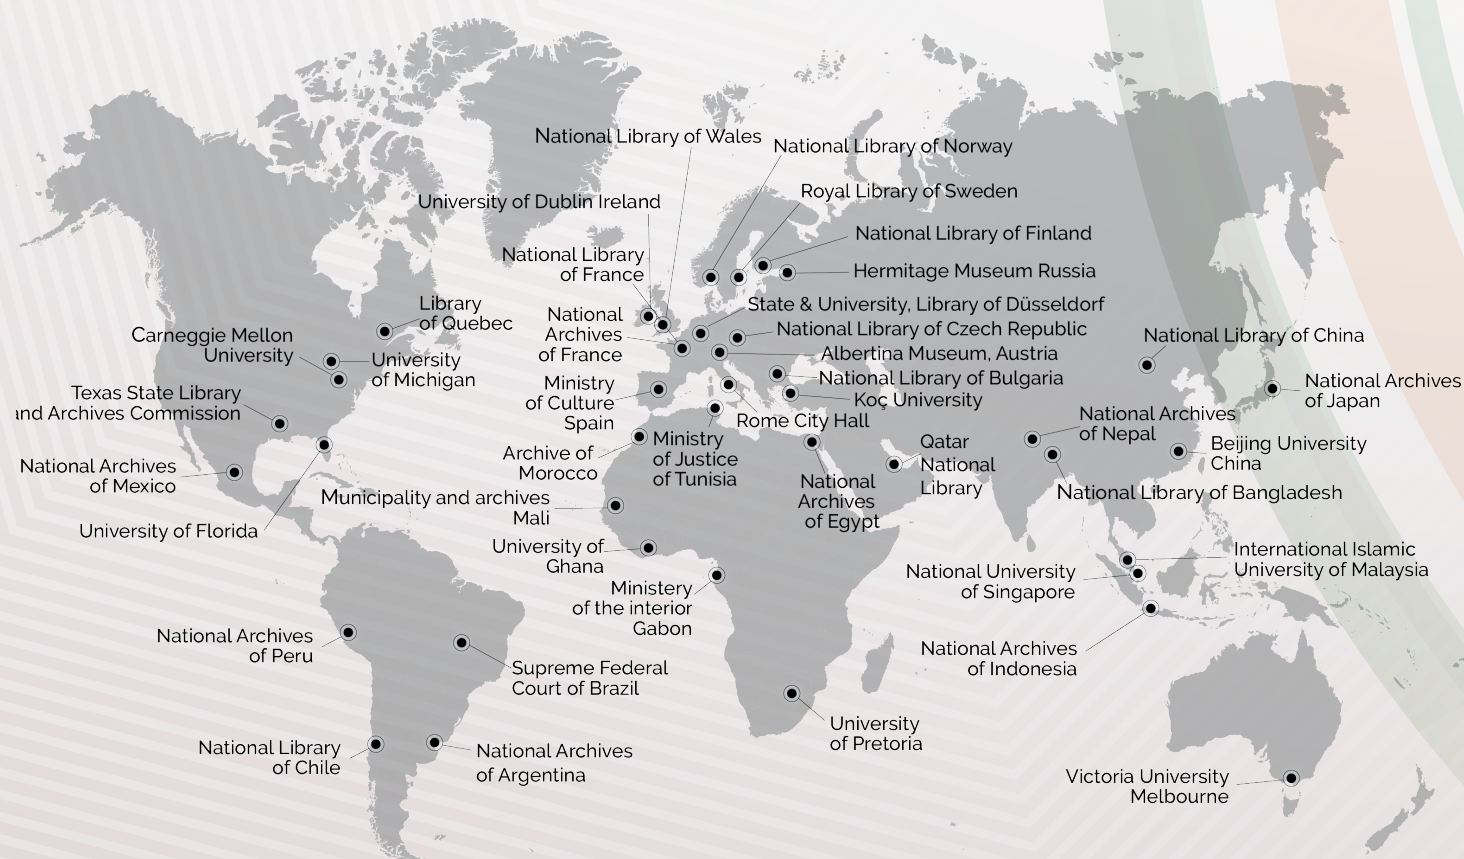 National Library of Wales
National Library of Norway
Royal Library of Sweden
University of Dublin Ireland
National Library of Finland
National Library
of France
Hermitage Museum Russia
Library
of Quebec
National
Archives
of France
State & University, Library of Düsseldorf
National Library of Czech Republic
Carneggie Mellon
University
National Library of China
University
of Michigan
Albertina Museum, Austria
Ministry
of Culture
Spain
National Library of Bulgaria
National Archives
of Japan
Texas State Library
and Archives Commission
Koç University
Rome City Hall
National Archives
of Nepal
Ministry
of Justice
of Tunisia
Qatar
National
Library
Beijing University
China
Archive of
Morocco
National Archives
of Mexico
National
Archives
of Egypt
National Library of Bangladesh
Municipality and archives
Mali
University of Florida
University of
Ghana
International Islamic
University of Malaysia
National University
of Singapore
Ministery
of the interior
Gabon
National Archives
of Peru
National Archives
of Indonesia
Supreme Federal
Court of Brazil
University
of Pretoria
National Library
of Chile
National Archives
of Argentina
Victoria University
Melbourne